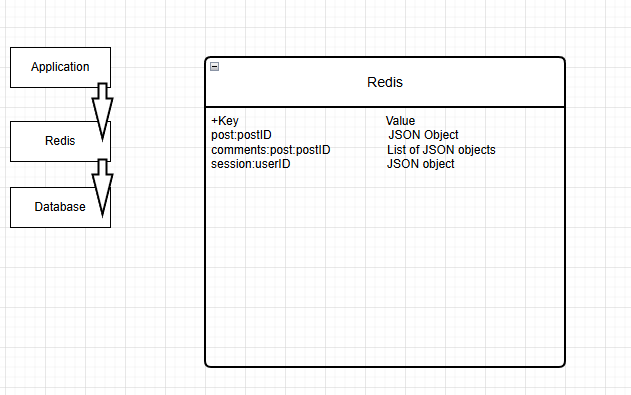 Application
Redis
Database
Redis
+Key Value
post:postID JSON Object
comments:post:postID List of JSON objects
session:userID JSON object